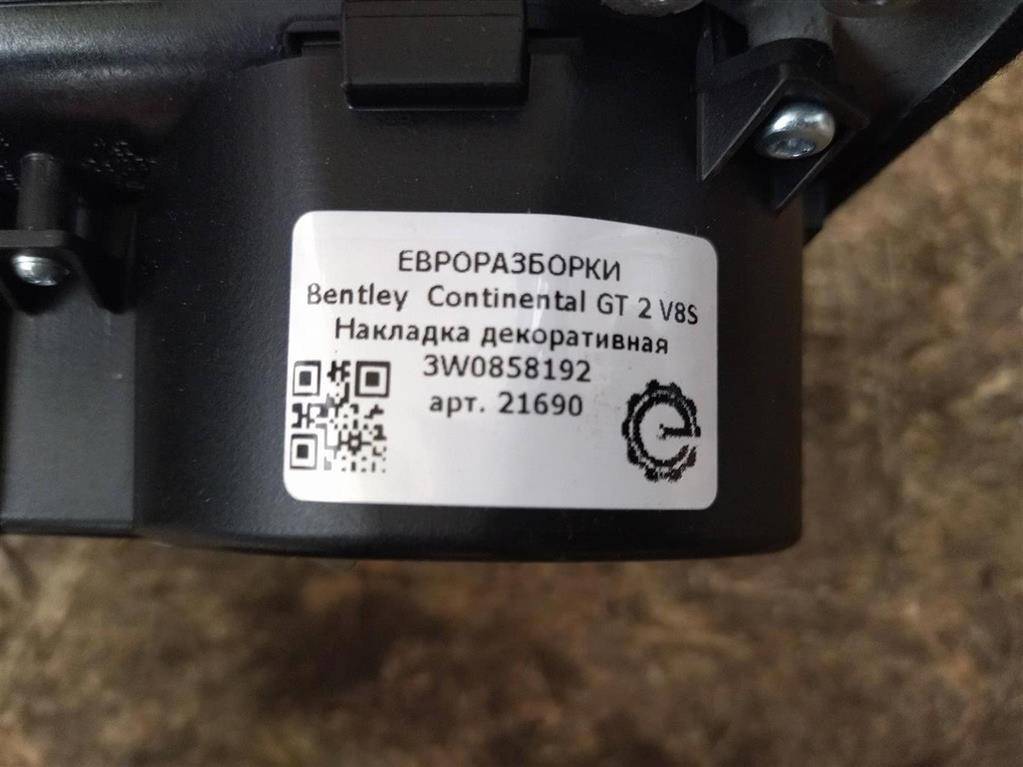 ЕВРОРАЗБОРКИ
Bentley Continental GT 2 V8S
Накладка декоративная
3W0858192
арт. 21690